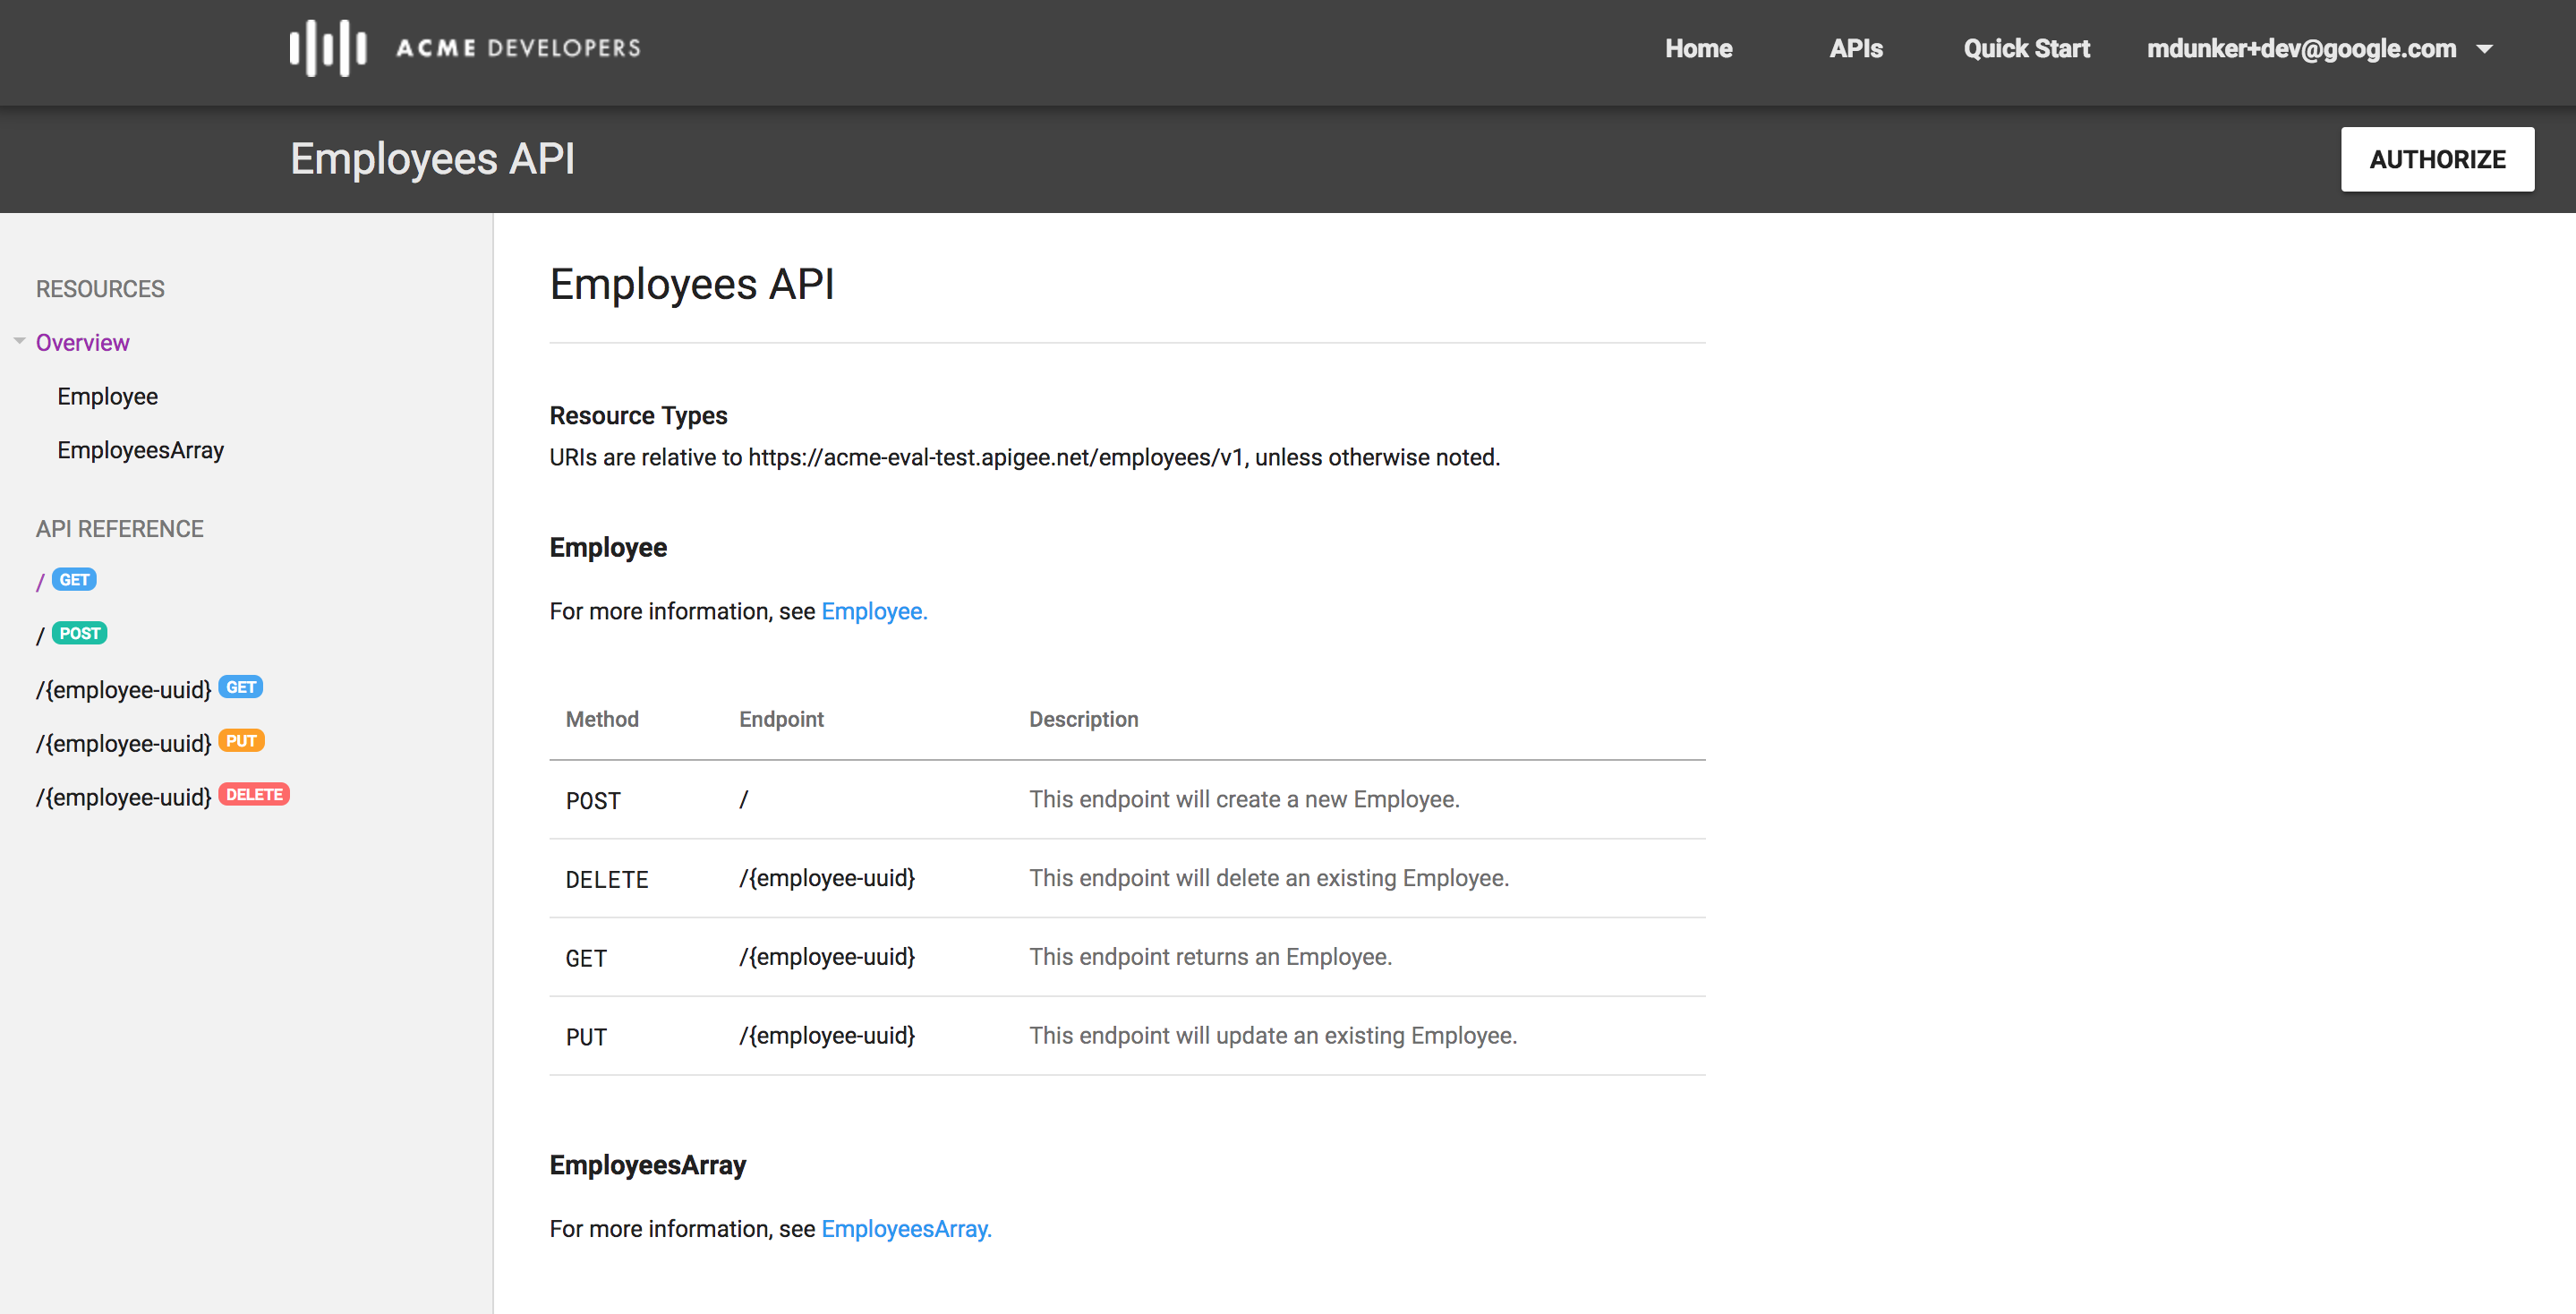 ACME DEVELOPERS
Home APIs Quick Start mdunker+dev@google.com
Employees API
AUTHORIZE
RESOURCES
Overview
Employee
EmployeesArray
API REFERENCE
/ GET
/ POST
/{employee-uuid} GET
/{employee-uuid} PUT
/{employee-uuid} DELETE
Employees API
Resource Types
URIs are relative to https://acme-eval-test.apigee.net/employees/v1, unless otherwise noted.
Employee
For more information, see Employee.
Method Endpoint Description
POST / This endpoint will create a new Employee.
DELETE /{employee-uuid} This endpoint will delete an existing Employee.
GET /{employee-uuid} This endpoint returns an Employee.
PUT /{employee-uuid} This endpoint will update an existing Employee.
EmployeesArray
For more information, see EmployeesArray.